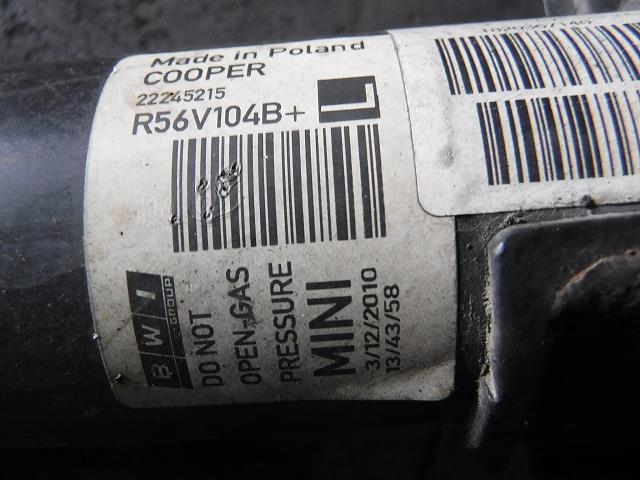 Made in Poland
COOPER
22245215
R56V104B+
L
BWI
GROUP
DO NOT
OPEN-GAS
PRESSURE
MINI
3/12/2010
13/43/58